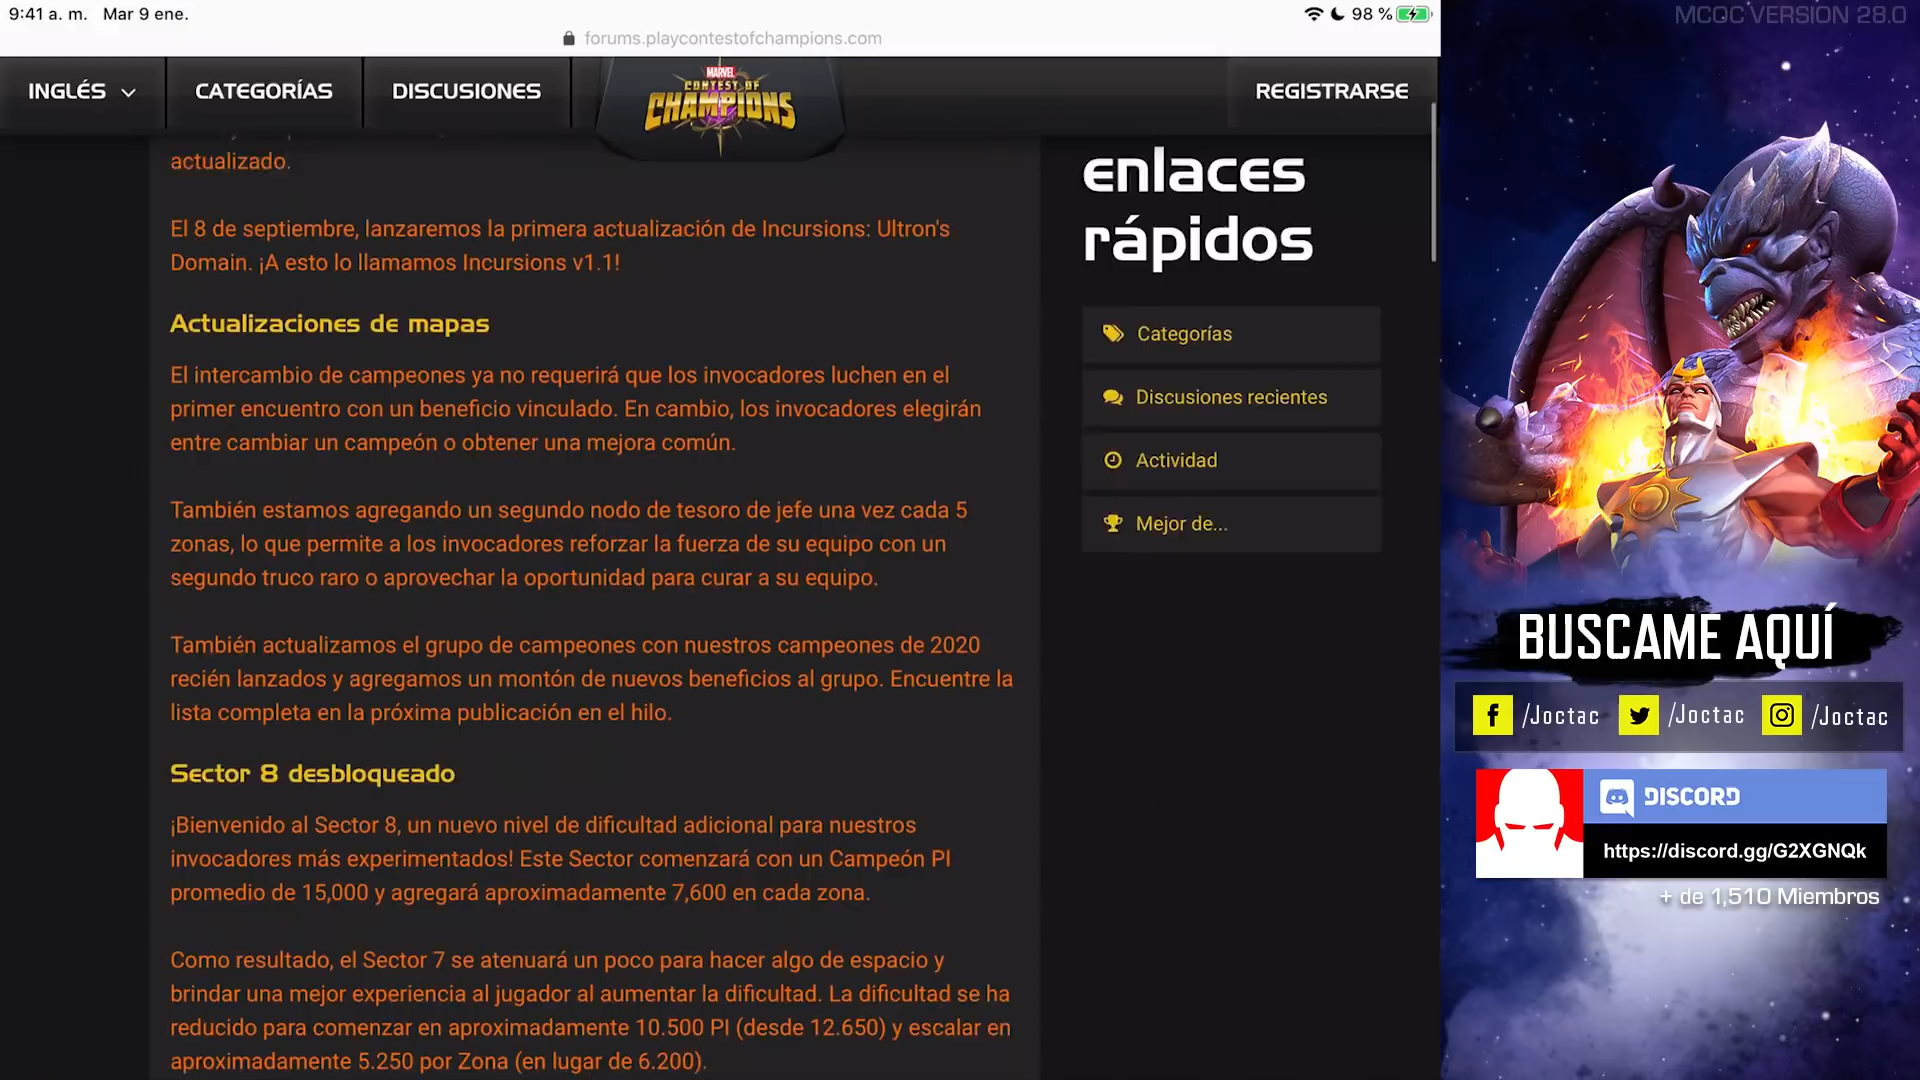 9:41 a. m. Mar 9 ene.
98 %
MCOC VERSION 28.0
forums.playcontestofchampions.com
INGLÉS
CATEGORÍAS
DISCUSIONES
MARVEL
CONTEST OF
CHAMPIONS
REGISTRARSE
actualizado.
El 8 de septiembre, lanzaremos la primera actualización de Incursions: Ultron's
Domain. ¡A esto lo llamamos Incursions v1.1!
Actualizaciones de mapas
El intercambio de campeones ya no requerirá que los invocadores luchen en el
primer encuentro con un beneficio vinculado. En cambio, los invocadores elegirán
entre cambiar un campeón o obtener una mejora común.
También estamos agregando un segundo nodo de tesoro de jefe una vez cada 5
zonas, lo que permite a los invocadores reforzar la fuerza de su equipo con un
segundo truco raro o aprovechar la oportunidad para curar a su equipo.
También actualizamos el grupo de campeones con nuestros campeones de 2020
recién lanzados y agregamos un montón de nuevos beneficios al grupo. Encuentre la
lista completa en la próxima publicación en el hilo.
Sector 8 desbloqueado
¡Bienvenido al Sector 8, un nuevo nivel de dificultad adicional para nuestros
invocadores más experimentados! Este Sector comenzará con un Campeón PI
promedio de 15,000 y agregará aproximadamente 7,600 en cada zona.
Como resultado, el Sector 7 se atenuará un poco para hacer algo de espacio y
brindar una mejor experiencia al jugador al aumentar la dificultad. La dificultad se ha
reducido para comenzar en aproximadamente 10.500 PI (desde 12.650) y escalar en
aproximadamente 5.250 por Zona (en lugar de 6.200).
enlaces
rápidos
Categorías
Discusiones recientes
Actividad
Mejor de...
BUSCAME AQUÍ
/Joctac /Joctac /Joctac
DISCORD
https://discord.gg/G2XGNQk
+ de 1,510 Miembros